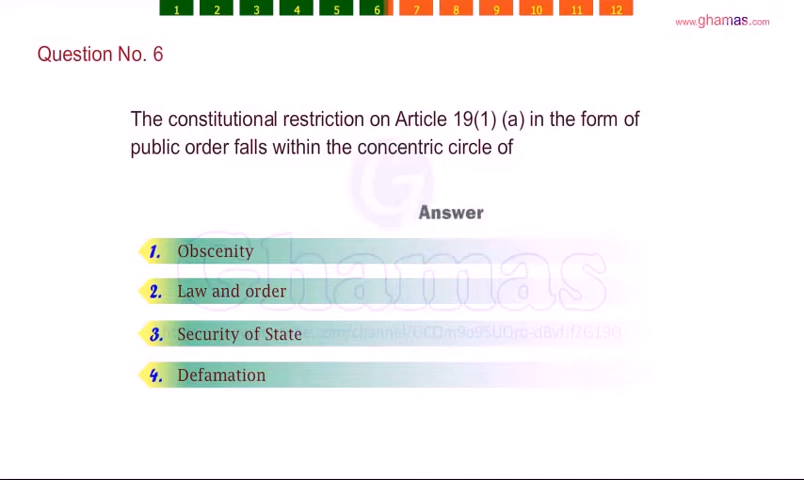 1 2 3 4 5 6 7 8 9 10 11 12
www.ghamas.com
Question No. 6
The constitutional restriction on Article 19(1) (a) in the form of
public order falls within the concentric circle of
Answer
1. Obscenity
2. Law and order
3. Security of State
4. Defamation
Ghamas